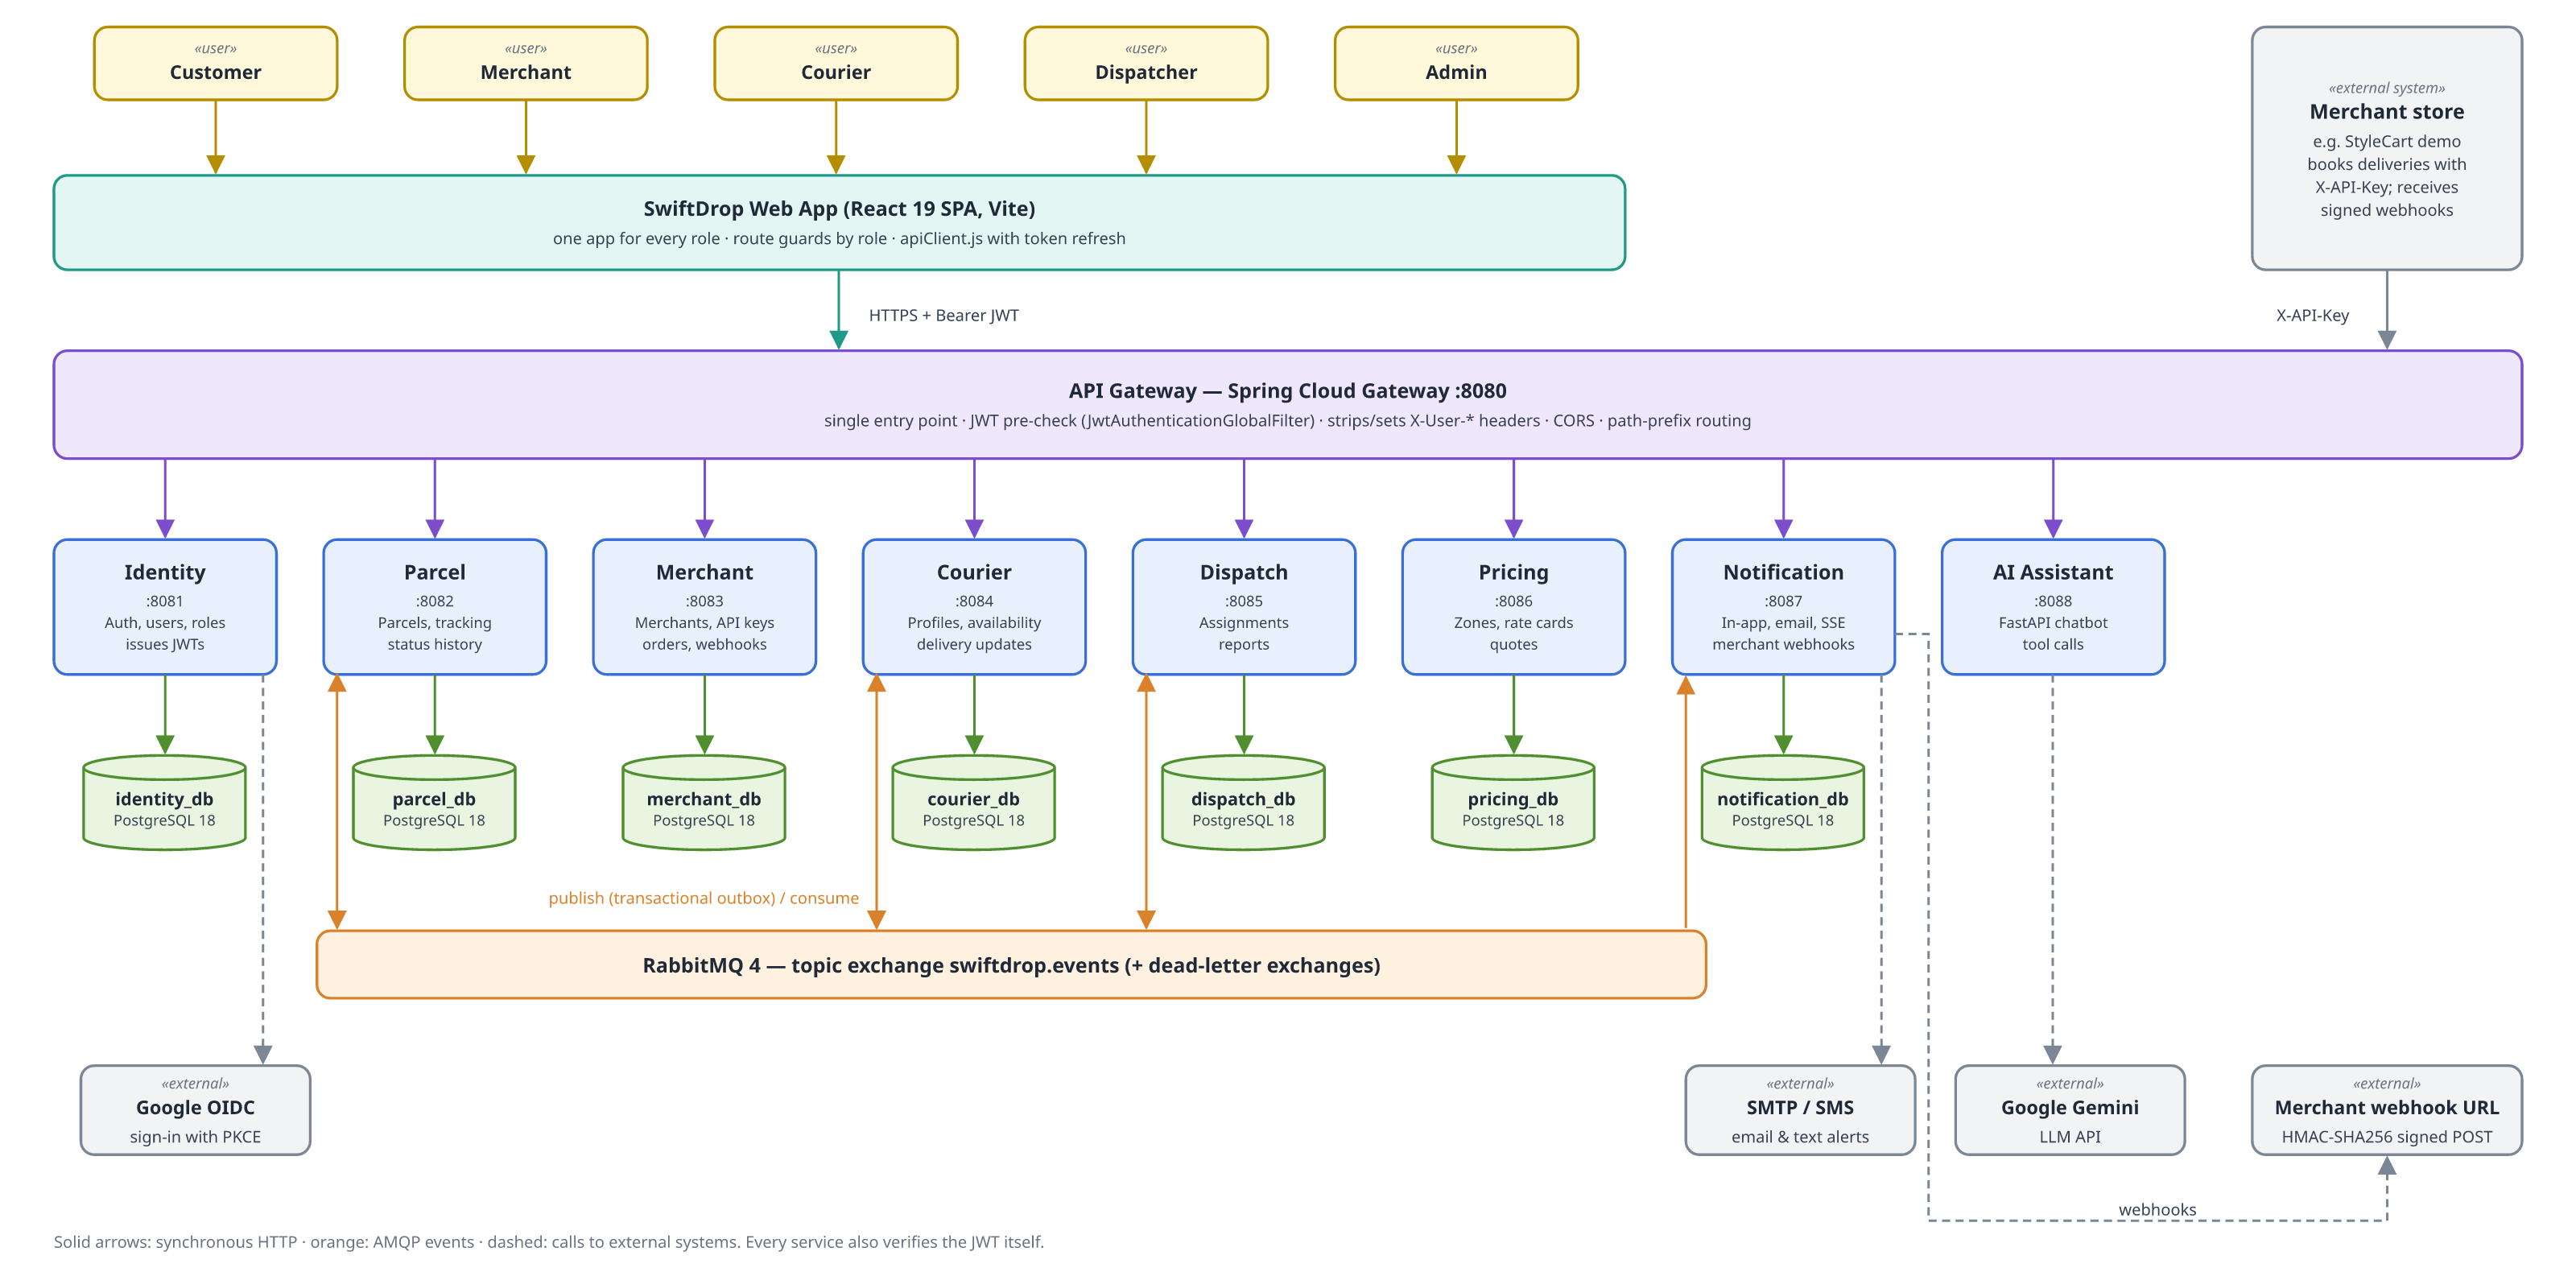 «user»
Customer
«user»
Merchant
«user»
Courier
«user»
Dispatcher
«user»
Admin
«external system»
Merchant store
e.g. StyleCart demo
books deliveries with
X-API-Key; receives
signed webhooks
SwiftDrop Web App (React 19 SPA, Vite)
one app for every role · route guards by role · apiClient.js with token refresh
HTTPS + Bearer JWT
X-API-Key
API Gateway — Spring Cloud Gateway :8080
single entry point · JWT pre-check (JwtAuthenticationGlobalFilter) · strips/sets X-User-* headers · CORS · path-prefix routing
Identity
:8081
Auth, users, roles
issues JWTs
Parcel
:8082
Parcels, tracking
status history
Merchant
:8083
Merchants, API keys
orders, webhooks
Courier
:8084
Profiles, availability
delivery updates
Dispatch
:8085
Assignments
reports
Pricing
:8086
Zones, rate cards
quotes
Notification
:8087
In-app, email, SSE
merchant webhooks
AI Assistant
:8088
FastAPI chatbot
tool calls
identity_db
PostgreSQL 18
parcel_db
PostgreSQL 18
merchant_db
PostgreSQL 18
courier_db
PostgreSQL 18
dispatch_db
PostgreSQL 18
pricing_db
PostgreSQL 18
notification_db
PostgreSQL 18
publish (transactional outbox) / consume
RabbitMQ 4 — topic exchange swiftdrop.events (+ dead-letter exchanges)
«external»
Google OIDC
sign-in with PKCE
«external»
SMTP / SMS
email & text alerts
«external»
Google Gemini
LLM API
«external»
Merchant webhook URL
HMAC-SHA256 signed POST
webhooks
Solid arrows: synchronous HTTP · orange: AMQP events · dashed: calls to external systems. Every service also verifies the JWT itself.